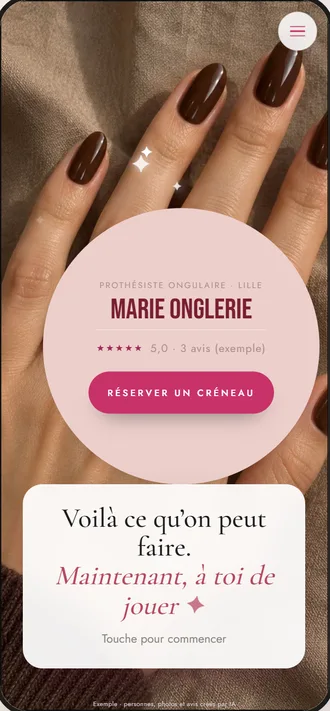 PROTHÉSISTE ONGULAIRE · LILLE
MARIE ONGLERIE
★★★★★ 5,0 · 3 avis (exemple)
RÉSERVER UN CRÉNEAU
Voilà ce qu'on peut
faire.
Maintenant, à toi de
jouer ✦
Touche pour commencer
Exemple · personnes, photos et avis créés par IA